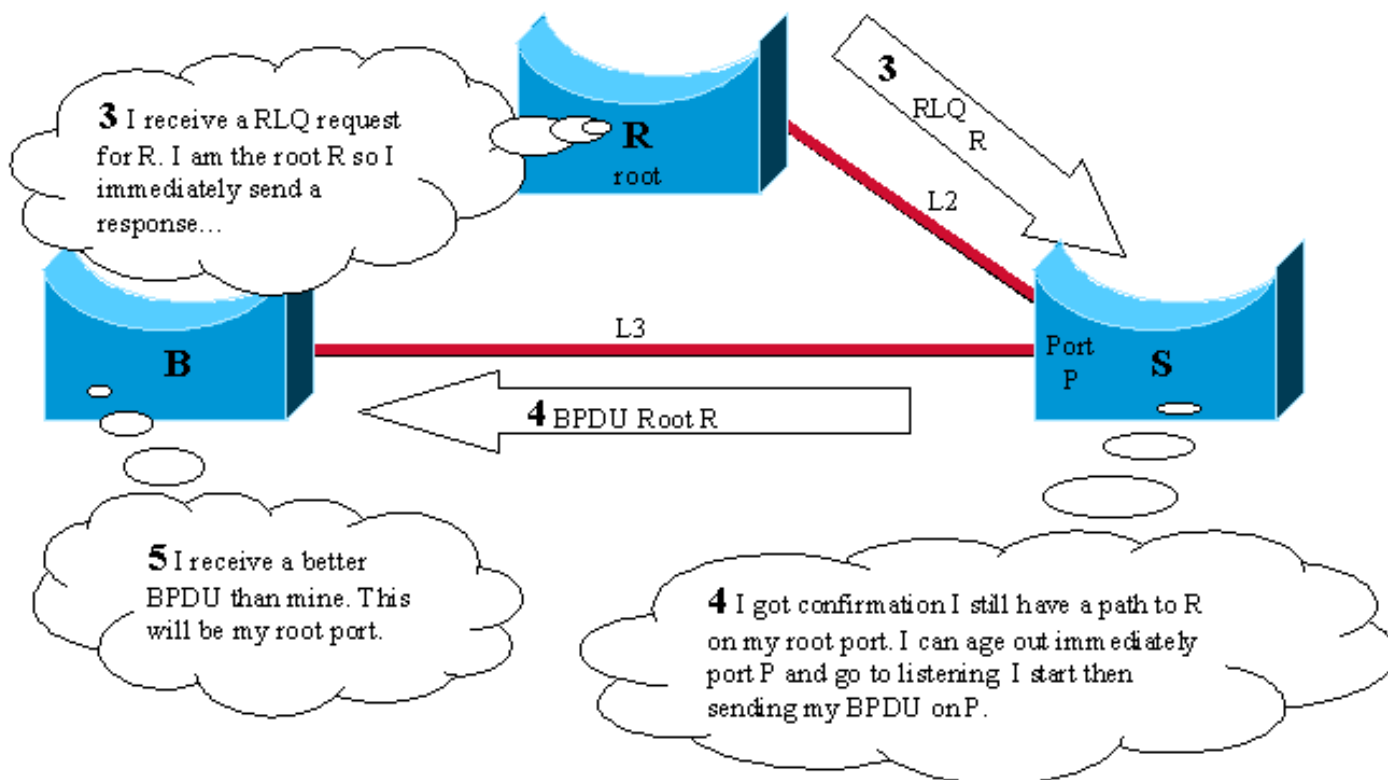 3 I receive a RLQ request
for R. I am the root R so I
immediately send a
response...
R
root
3
RLQ
R
L2
B
L3
Port
P
S
4 BPDU Root R
5 I receive a better
BPDU than mine. This
will be my root port.
4 I got confirmation I still have a path to R
on my root port. I can age out immediately
port P and go to listening. I start then
sending my BPDU on P.